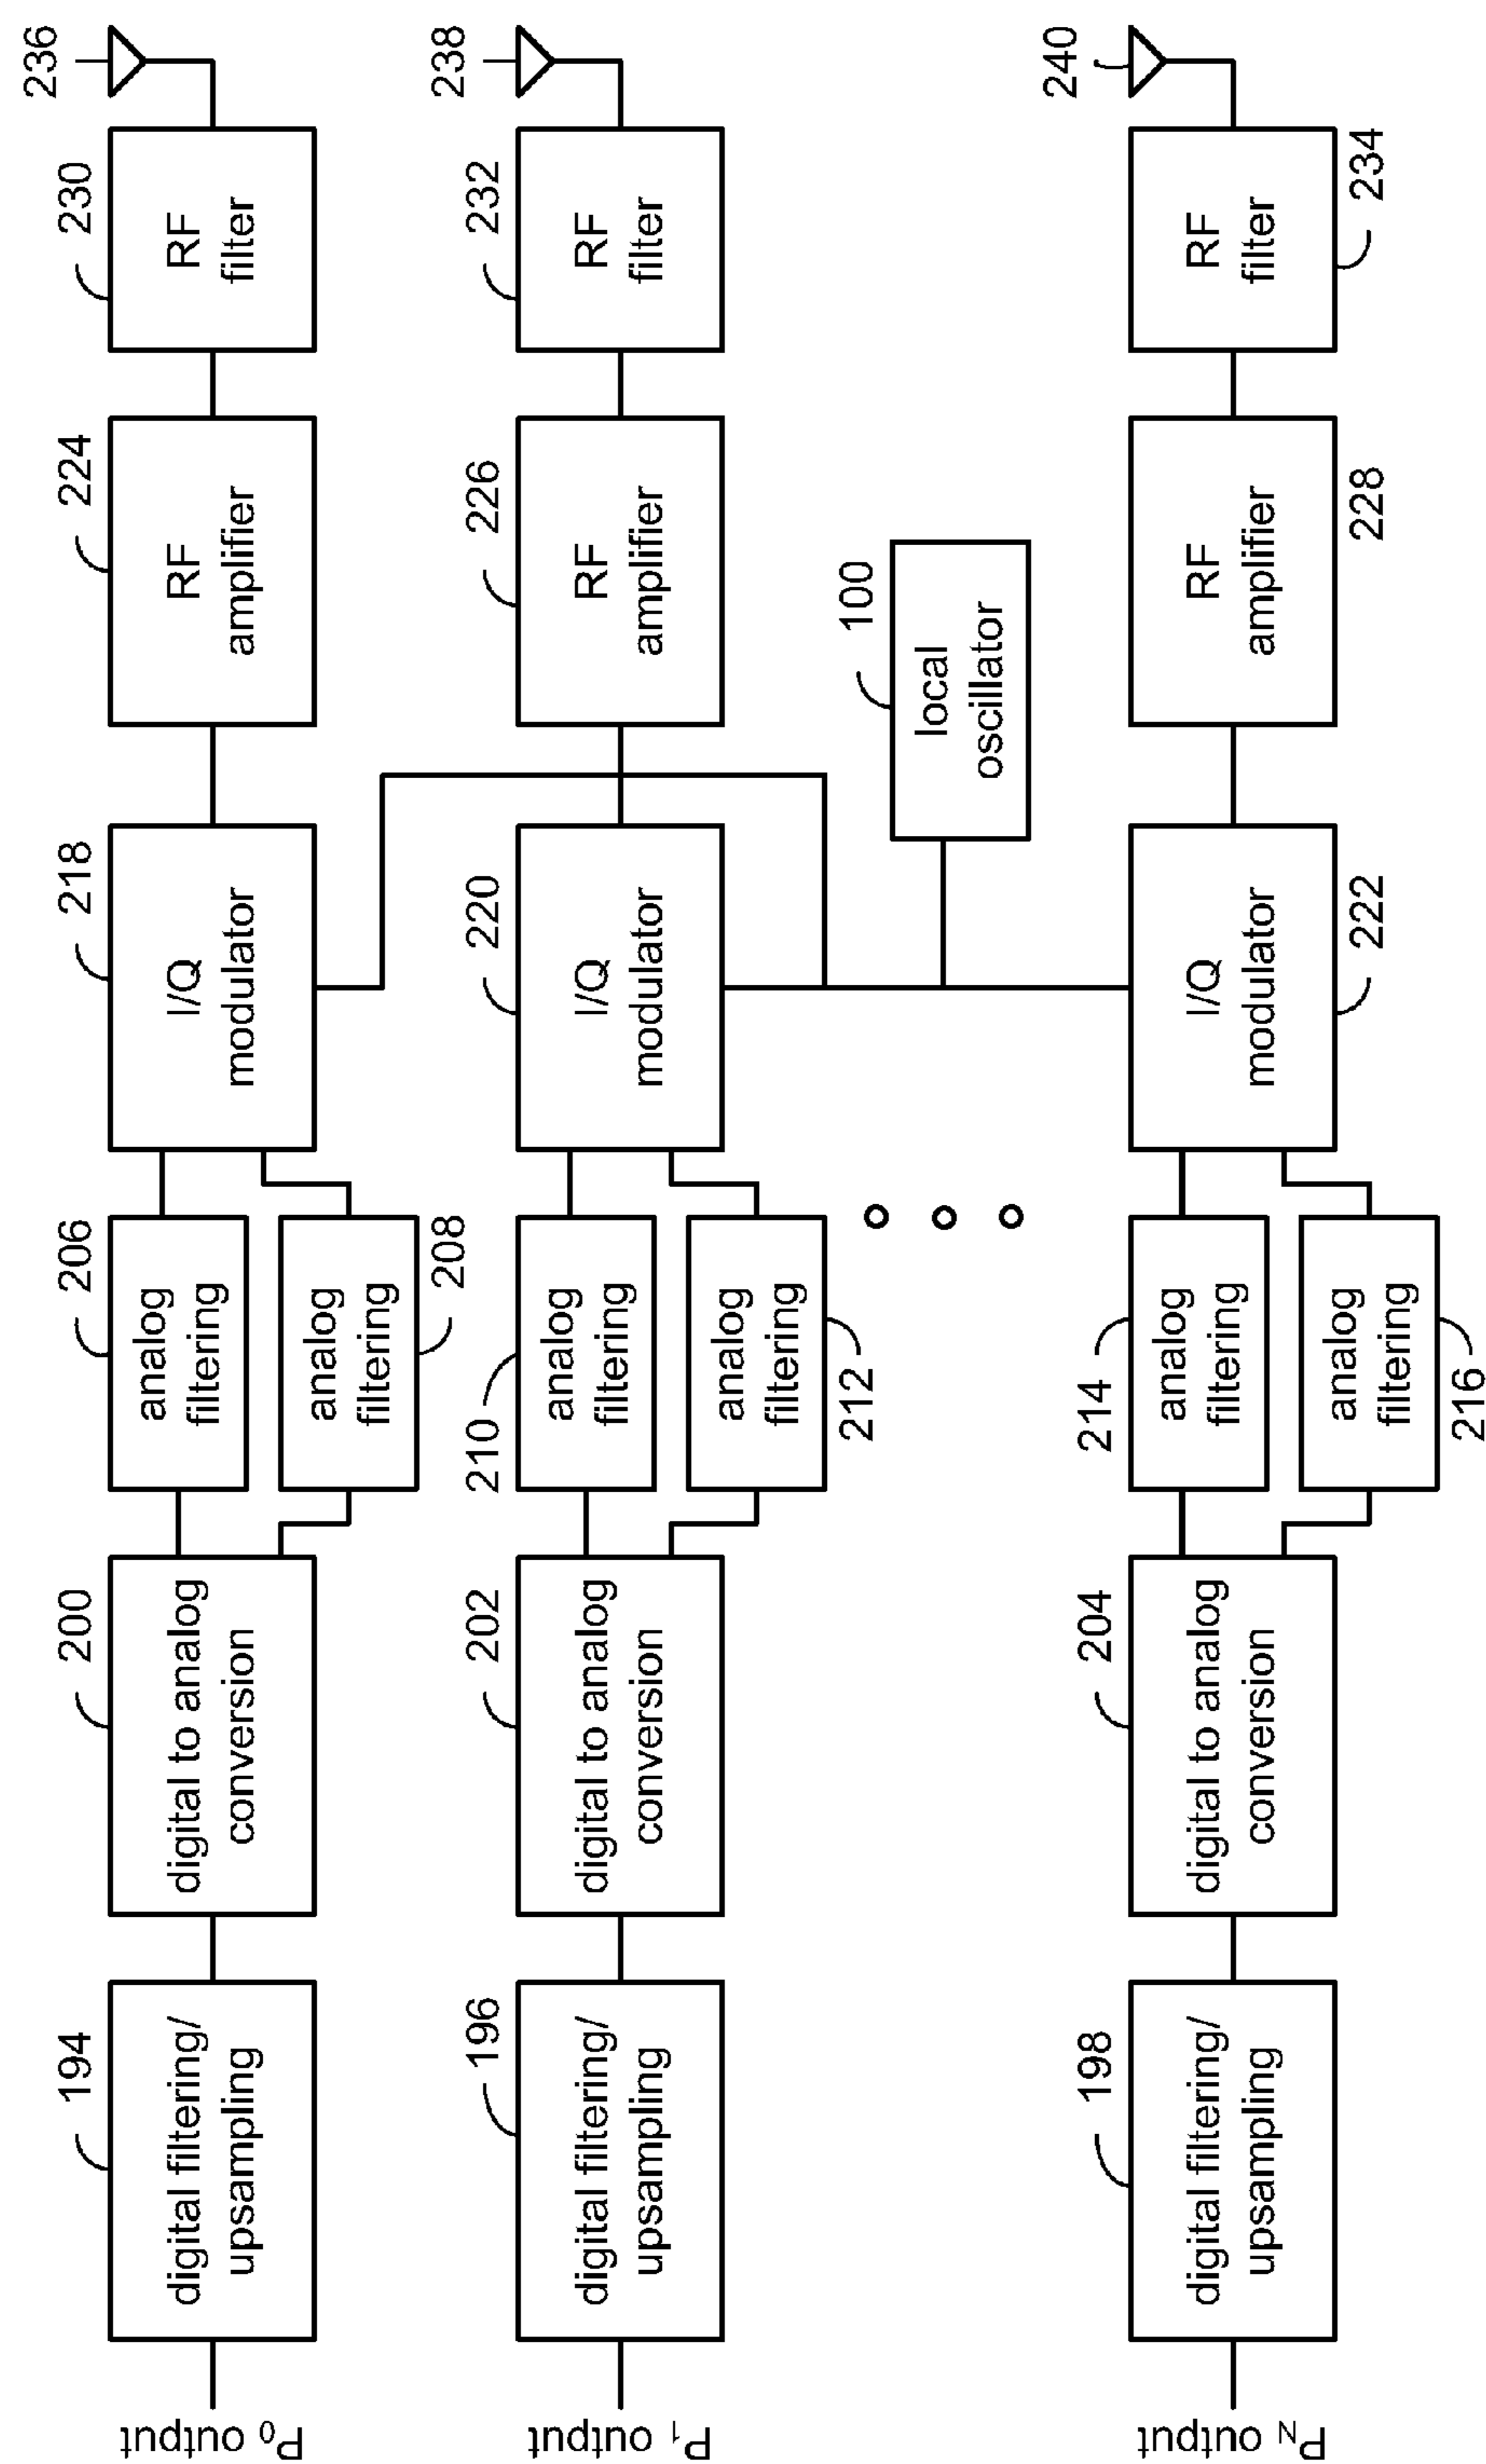 194
200
206
218
224
230
236
P0 output
digital filtering/
upsampling
digital to analog
conversion
analog
filtering
analog
filtering
208
I/Q
modulator
RF
amplifier
RF
filter
196
202
210
220
226
232
238
P1 output
digital filtering/
upsampling
digital to analog
conversion
analog
filtering
analog
filtering
212
I/Q
modulator
RF
amplifier
RF
filter
100
local
oscillator
198
204
214
240
PN output
digital filtering/
upsampling
digital to analog
conversion
analog
filtering
analog
filtering
216
I/Q
modulator
222
RF
amplifier
228
RF
filter
234